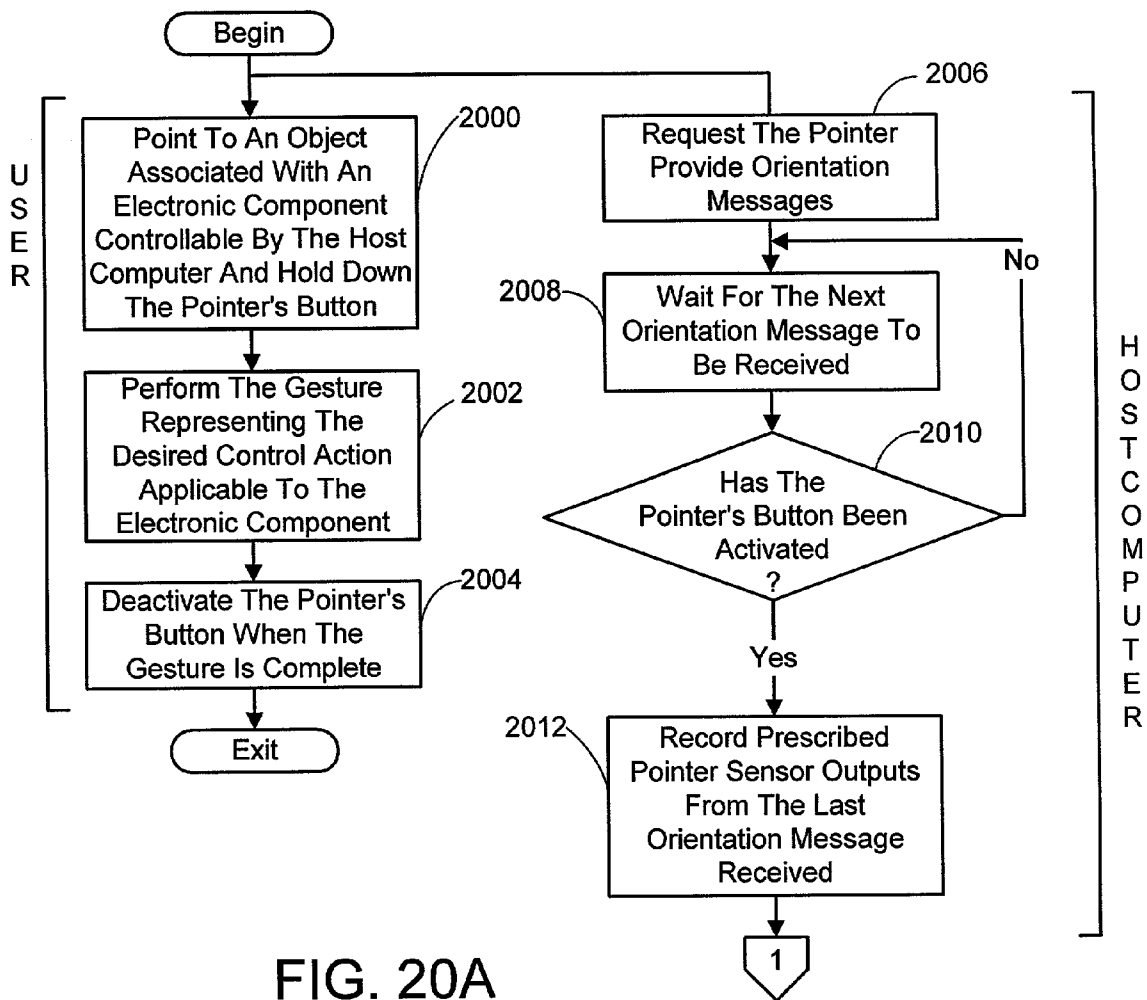 Begin
USER
2000
Point To An Object
Associated With An
Electronic Component
Controllable By The Host
Computer And Hold Down
The Pointer's Button
2002
Perform The Gesture
Representing The
Desired Control Action
Applicable To The
Electronic Component
2004
Deactivate The Pointer's
Button When The
Gesture Is Complete
Exit
2006
Request The Pointer
Provide Orientation
Messages
No
2008
Wait For The Next
Orientation Message To
Be Received
2010
Has The
Pointer's Button Been
Activated
?
Yes
2012
Record Prescribed
Pointer Sensor Outputs
From The Last
Orientation Message
Received
1
HOST COMPUTER
FIG. 20A